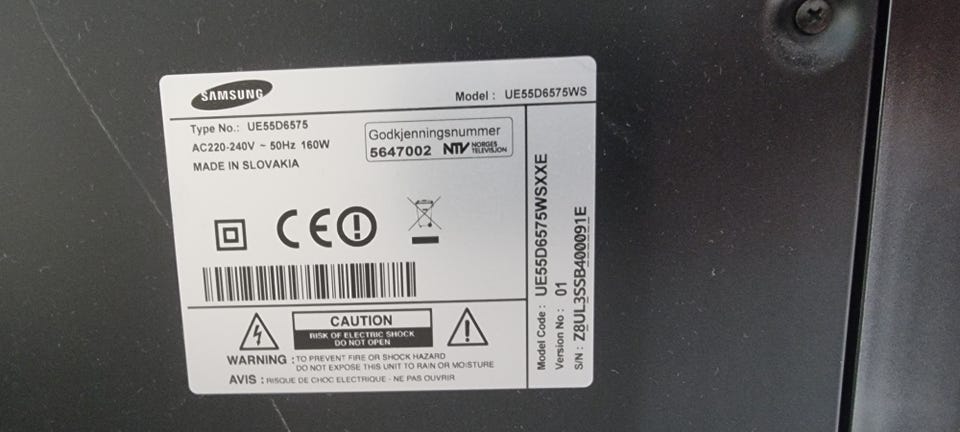 SAMSUNG
Model : UE55D6575WS
Type No.: UE55D6575
AC220-240V ~ 50Hz 160W
MADE IN SLOVAKIA
Godkjenningsnummer
5647002 NTV NORGES TELEVISJON
CE
CAUTION
RISK OF ELECTRIC SHOCK
DO NOT OPEN
WARNING : TO PREVENT FIRE OR SHOCK HAZARD
DO NOT EXPOSE THIS UNIT TO RAIN OR MOISTURE
AVIS : RISQUE DE CHOC ELECTRIQUE - NE PAS OUVRIR
Model Code : UE55D6575WSXXE
Version No : 01
S/N : Z8UL3SSB400091E